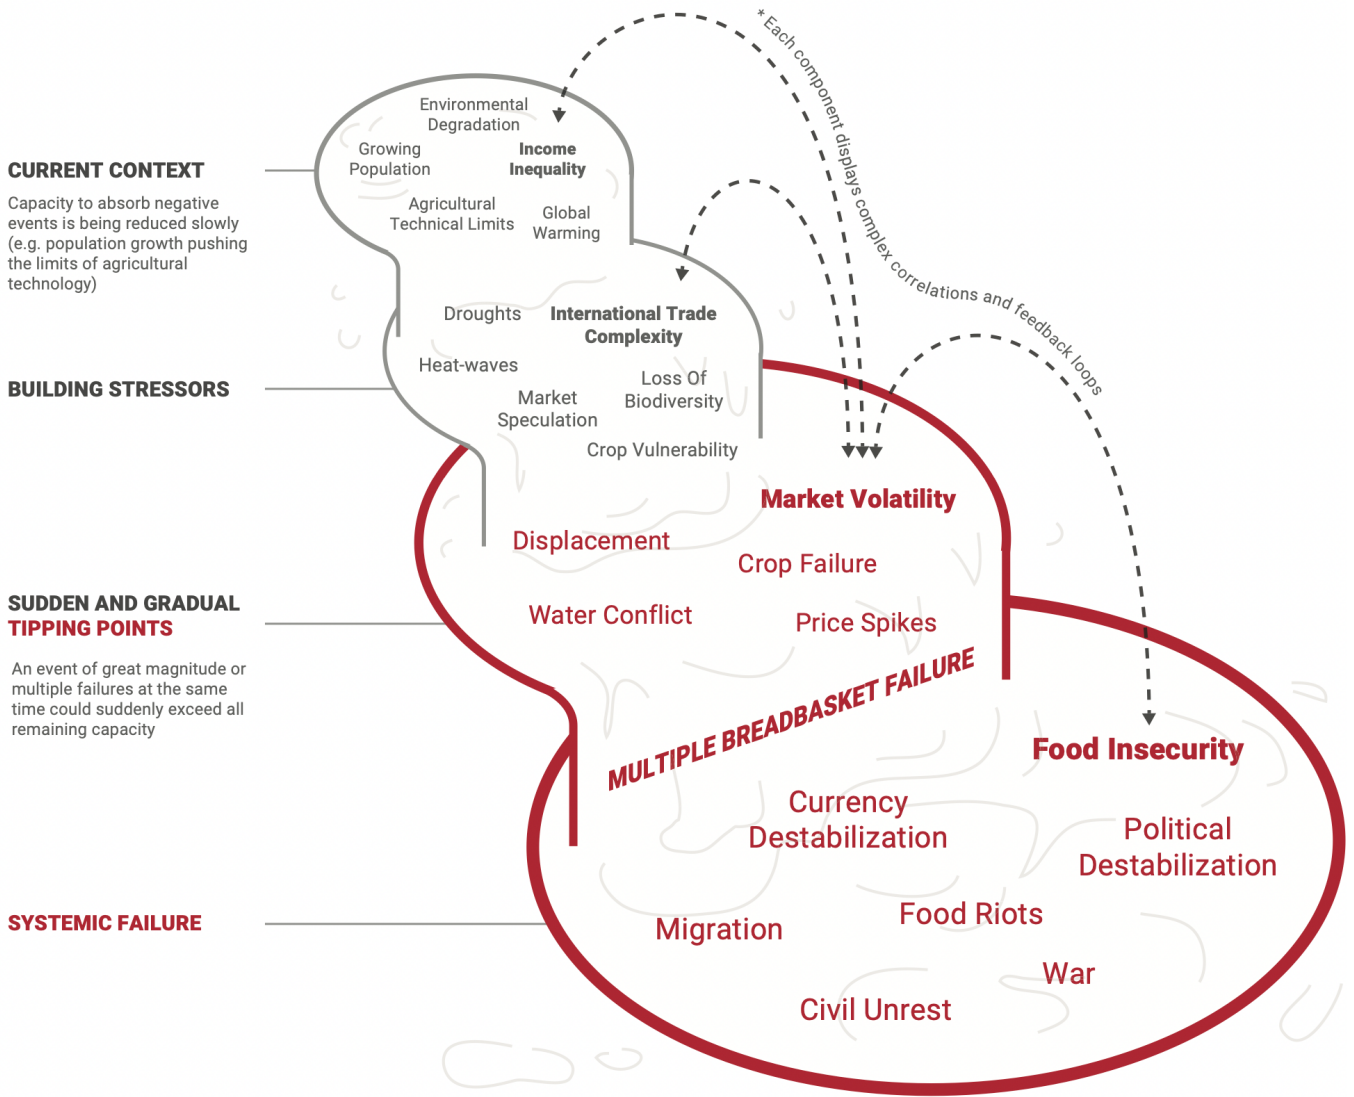 * Each component displays complex correlations and feedback loops
CURRENT CONTEXT
Capacity to absorb negative
events is being reduced slowly
(e.g. population growth pushing
the limits of agricultural
technology)
Environmental
Degradation
Growing
Population
Income
Inequality
Agricultural
Technical Limits
Global
Warming
BUILDING STRESSORS
Droughts
International Trade
Complexity
Heat-waves
Loss Of
Biodiversity
Market
Speculation
Crop Vulnerability
SUDDEN AND GRADUAL
TIPPING POINTS
An event of great magnitude or
multiple failures at the same
time could suddenly exceed all
remaining capacity
Market Volatility
Displacement
Crop Failure
Water Conflict
Price Spikes
MULTIPLE BREADBASKET FAILURE
SYSTEMIC FAILURE
Food Insecurity
Currency
Destabilization
Political
Destabilization
Food Riots
Migration
War
Civil Unrest